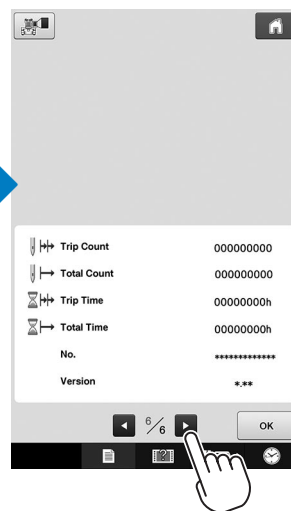 Trip Count 000000000
Total Count 000000000
Trip Time 00000000h
Total Time 00000000h
No. ************
Version *.**
6/6 OK